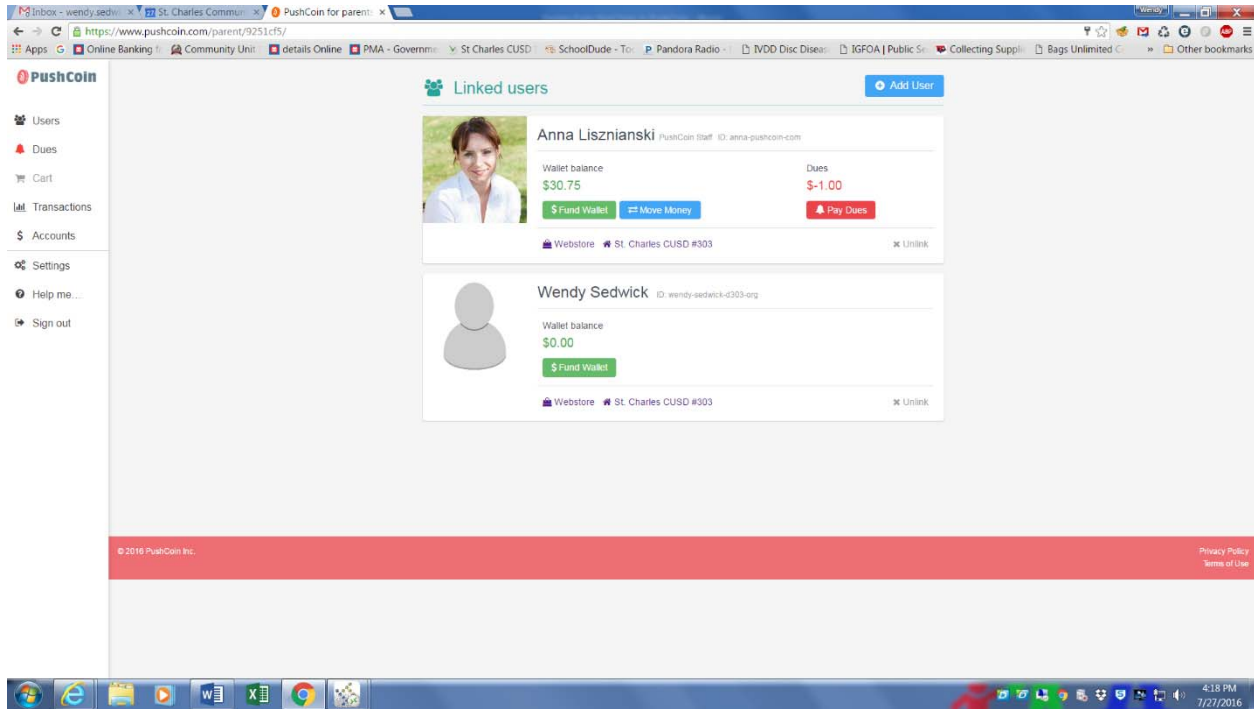 Inbox - wendy.sedw
St. Charles Commun
PushCoin for parent
Wendy
https://www.pushcoin.com/parent/9251cf5/
Apps G Online Banking f Community Unit details Online PMA - Governme St Charles CUSD SchoolDude - To Pandora Radio - IVDD Disc Diseas IGFOA | Public Se Collecting Supplie Bags Unlimited » Other bookmarks
PushCoin
Users
Dues
Cart
Transactions
Accounts
Settings
Help me...
Sign out
Linked users
Add User
Anna Lisznianski PushCoin Staff ID: anna-pushcoin-com
Wallet balance Dues
$30.75 $-1.00
$ Fund Wallet Move Money Pay Dues
Webstore St. Charles CUSD #303 Unlink
Wendy Sedwick ID: wendy-sedwick-d303-org
Wallet balance
$0.00
$ Fund Wallet
Webstore St. Charles CUSD #303 Unlink
© 2016 PushCoin Inc. Privacy Policy
Terms of Use
4:18 PM
7/27/2016